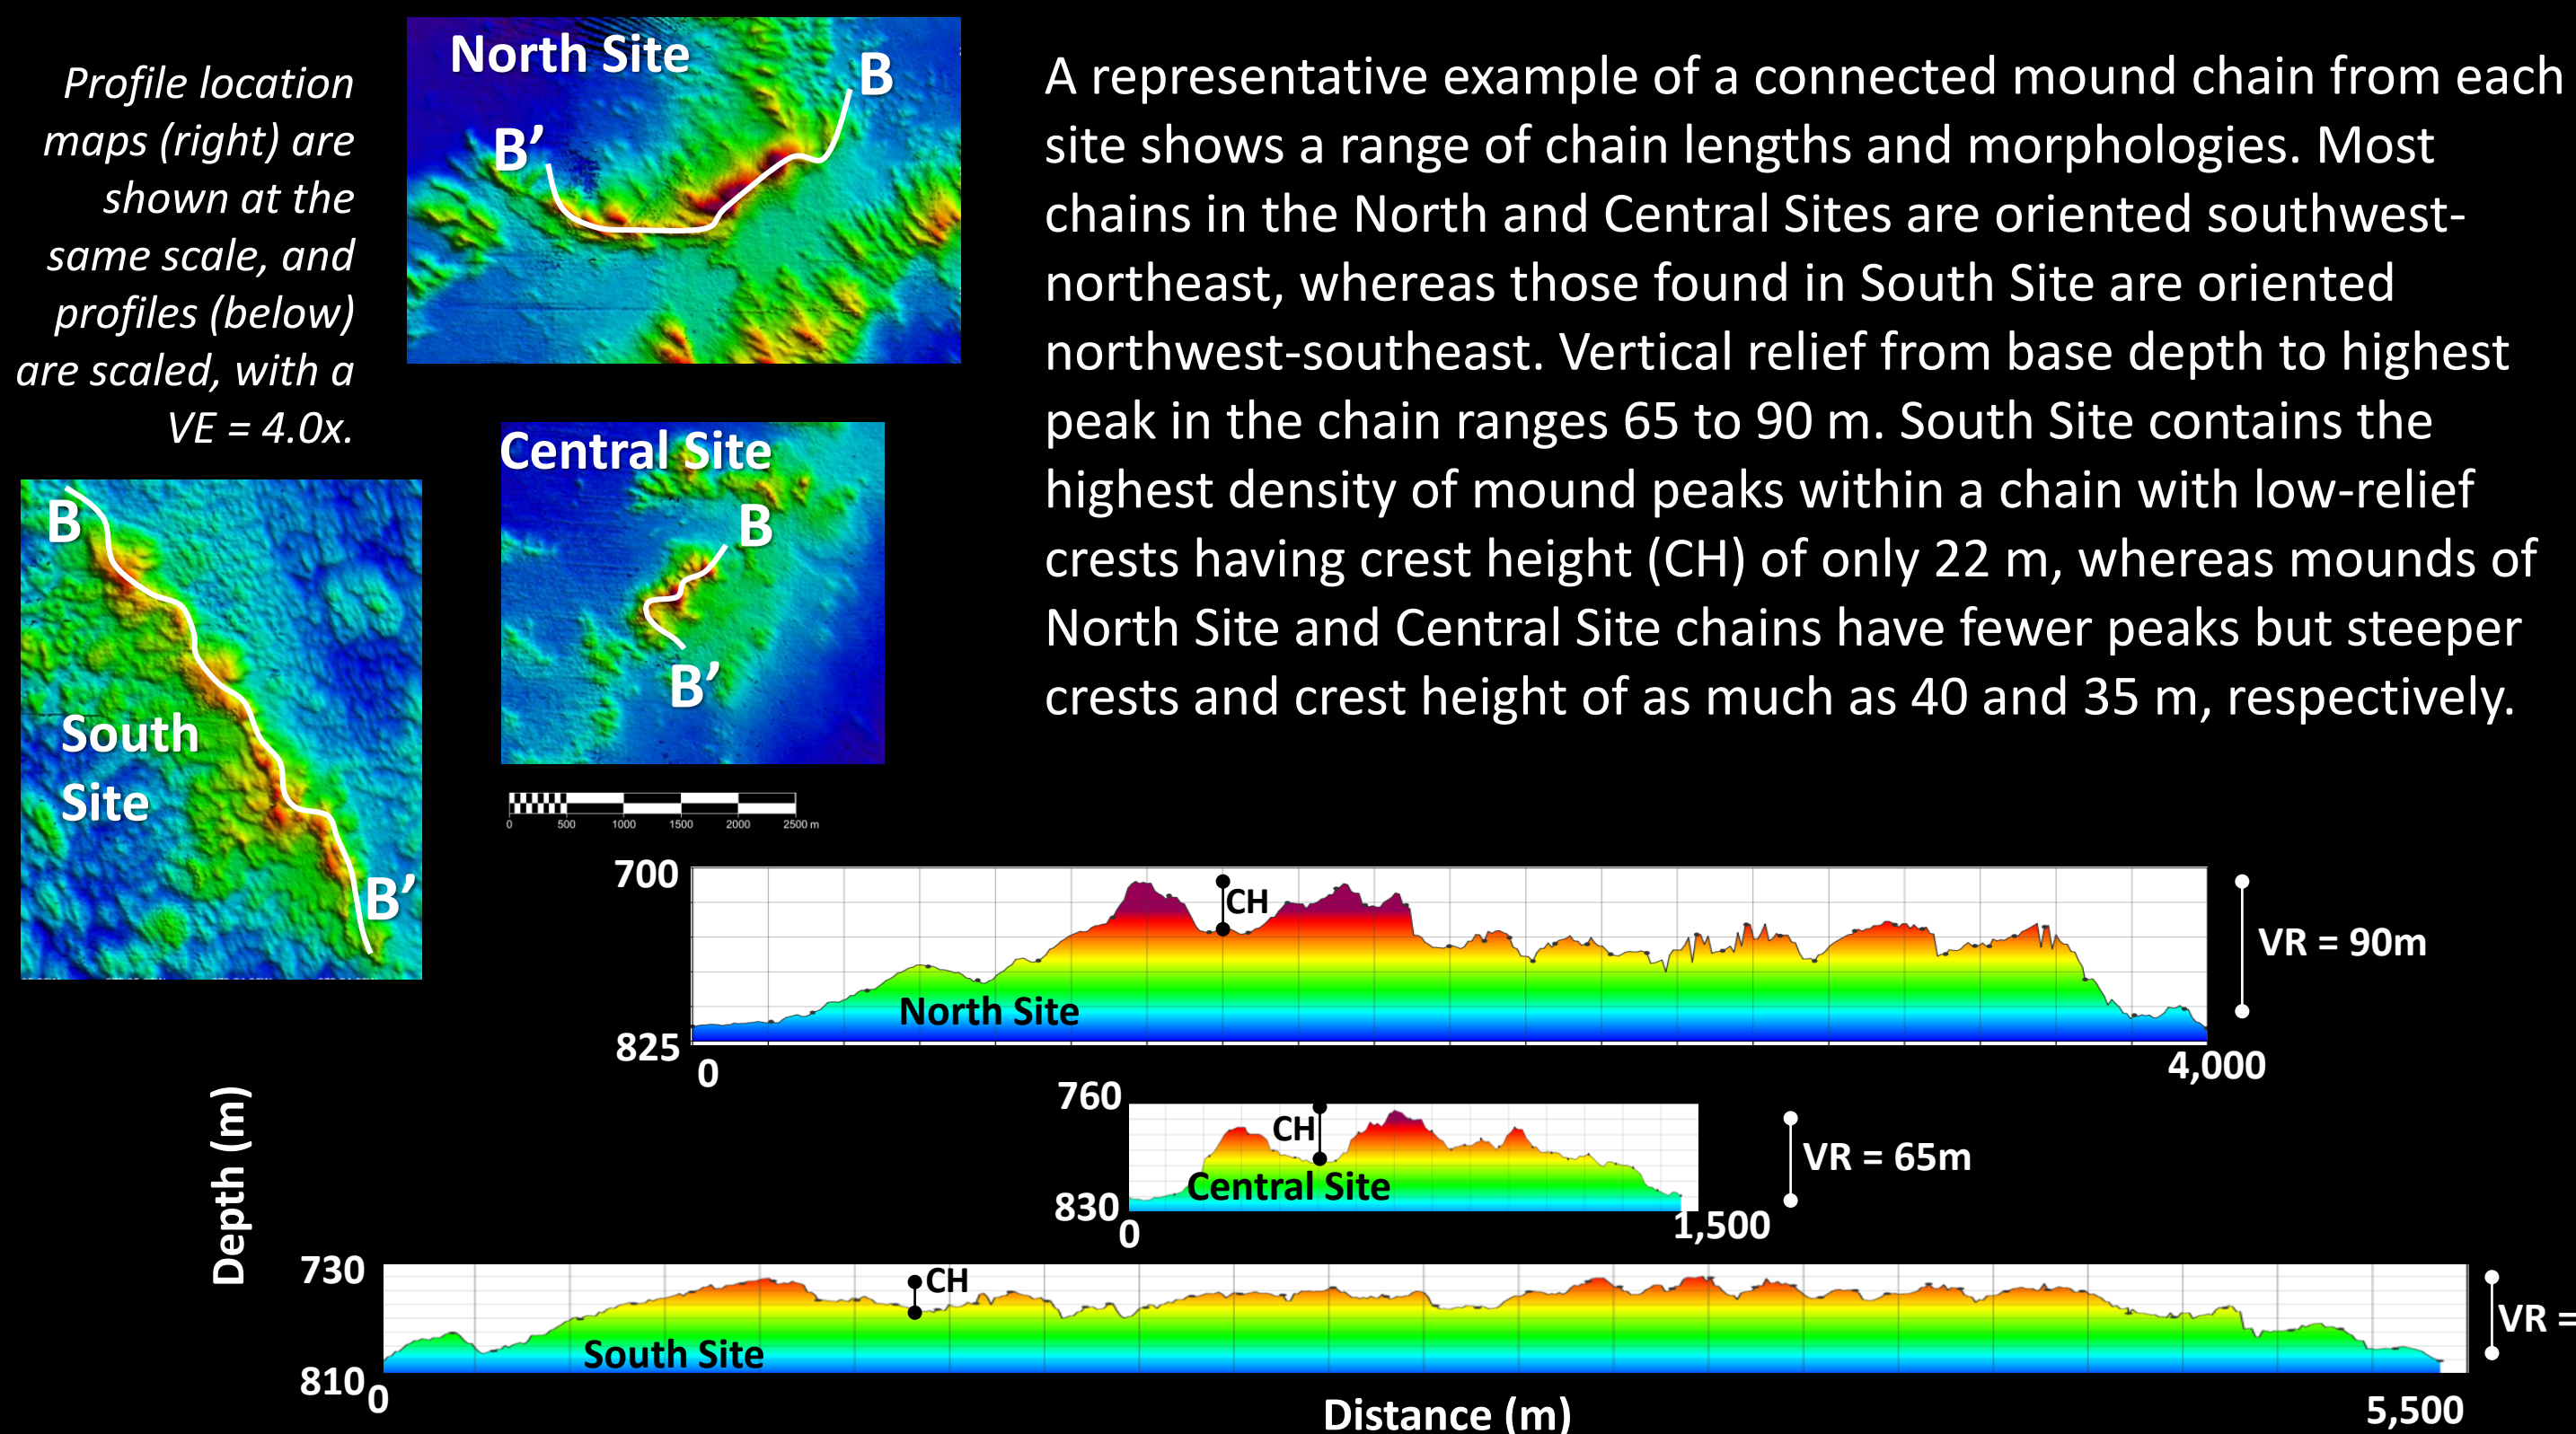 Profile location
maps (right) are
shown at the
same scale, and
profiles (below)
are scaled, with a
VE = 4.0x.
North Site
B
B’
Central Site
B
B’
B
South
Site
B’
0 500 1000 1500 2000 2500 m
A representative example of a connected mound chain from each
site shows a range of chain lengths and morphologies. Most
chains in the North and Central Sites are oriented southwest-
northeast, whereas those found in South Site are oriented
northwest-southeast. Vertical relief from base depth to highest
peak in the chain ranges 65 to 90 m. South Site contains the
highest density of mound peaks within a chain with low-relief
crests having crest height (CH) of only 22 m, whereas mounds of
North Site and Central Site chains have fewer peaks but steeper
crests and crest height of as much as 40 and 35 m, respectively.
700
CH
VR = 90m
North Site
825
0
4,000
760
CH
VR = 65m
Central Site
830
0
1,500
Depth (m)
730
CH
VR =
South Site
810
0
Distance (m)
5,500